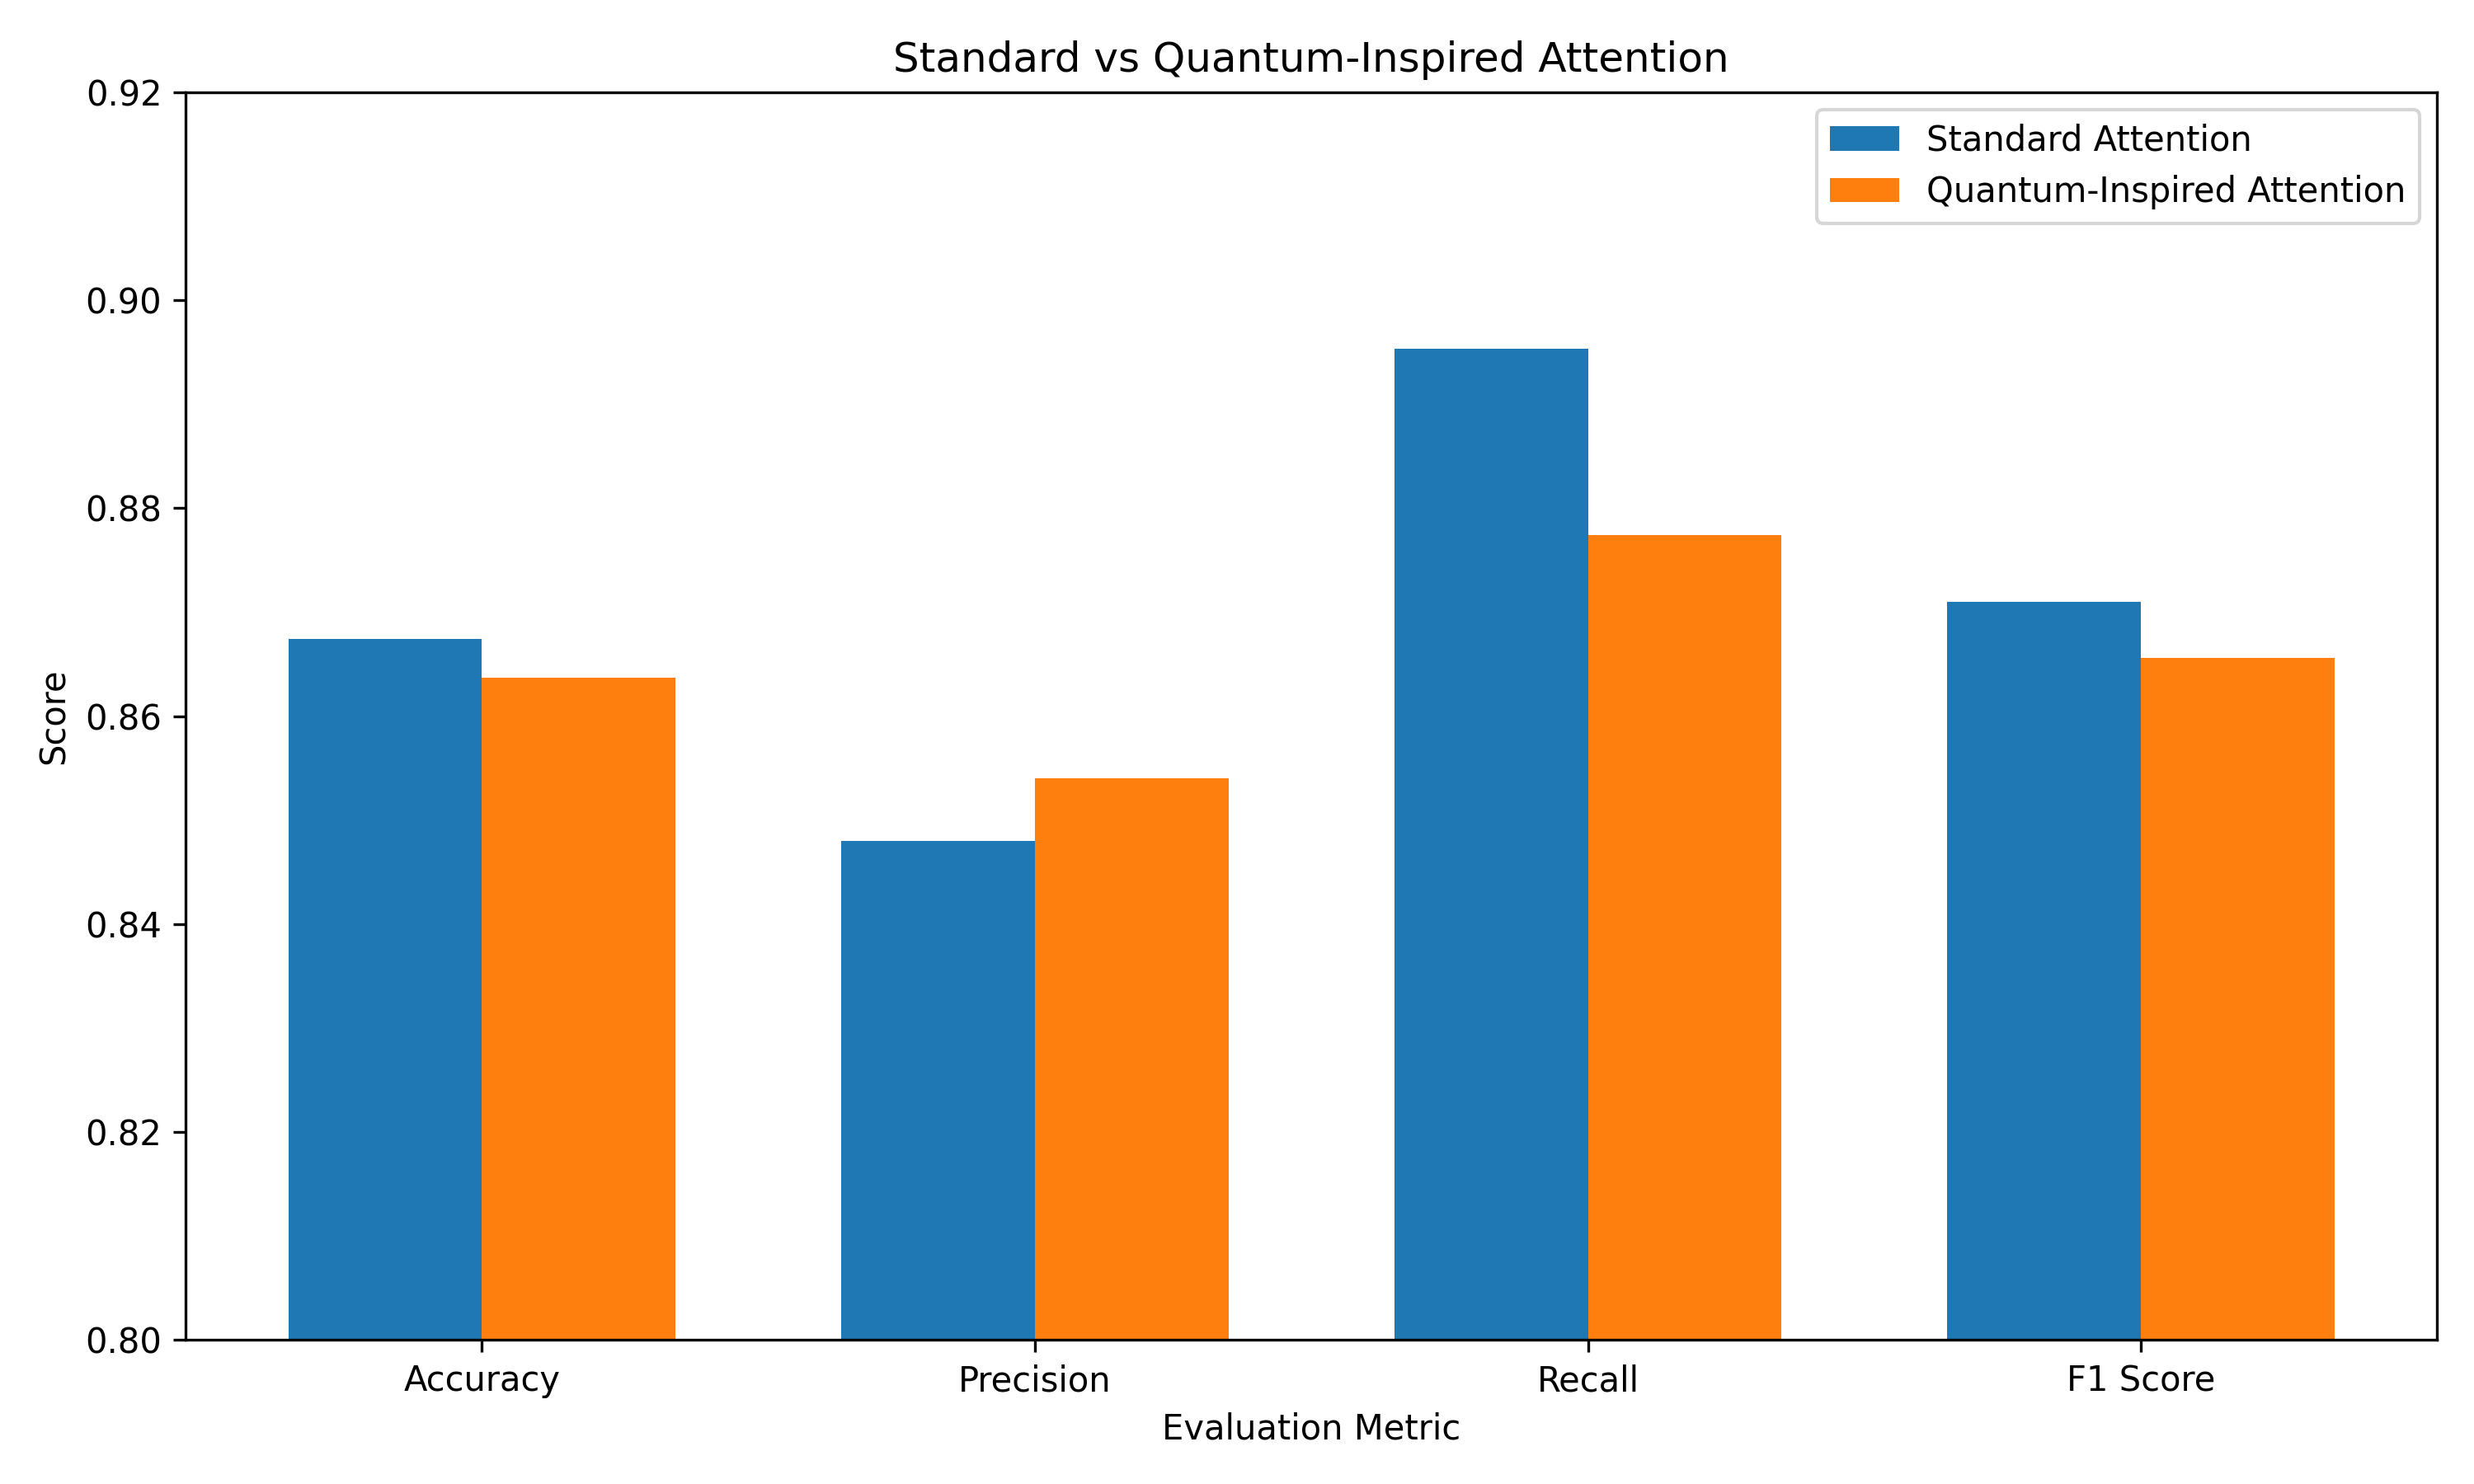 Standard vs Quantum-Inspired Attention
Standard Attention
Quantum-Inspired Attention
Score
0.92
0.90
0.88
0.86
0.84
0.82
0.80
Accuracy
Precision
Recall
F1 Score
Evaluation Metric